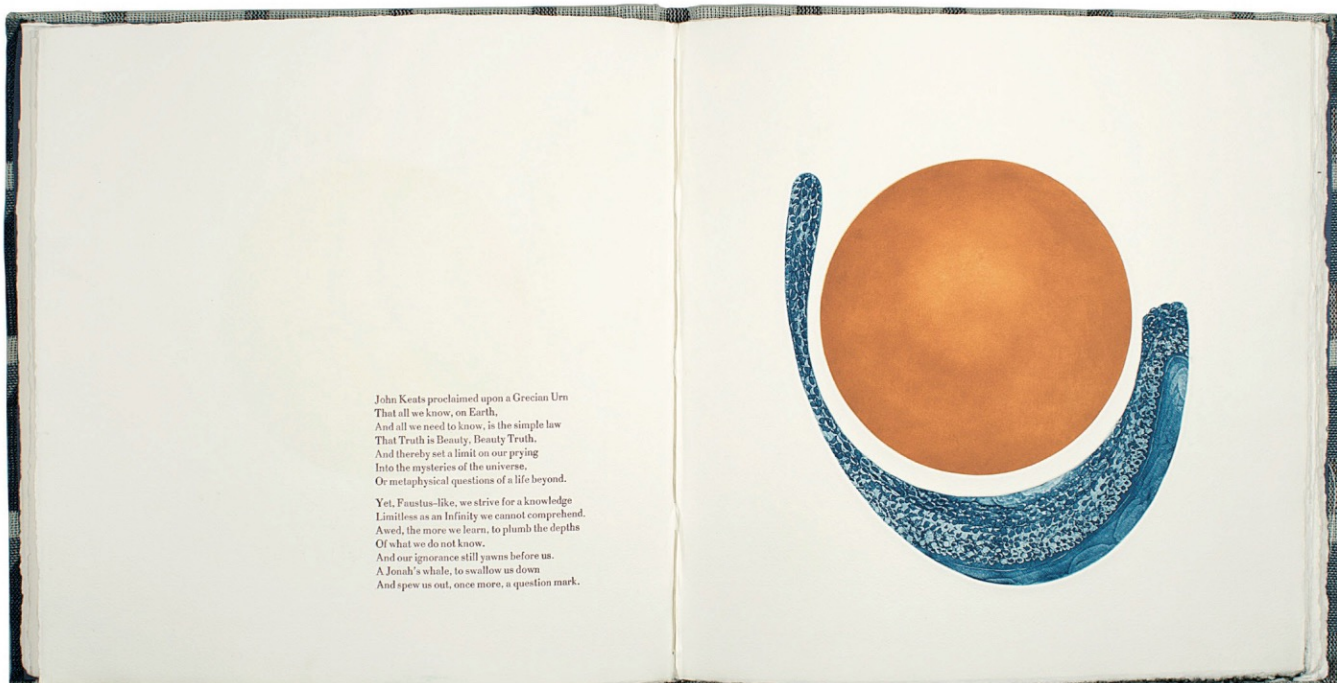 John Keats proclaimed upon a Grecian Urn
That all we know, on Earth,
And all we need to know, is the simple law
That Truth is Beauty, Beauty Truth.
And thereby set a limit on our prying
Into the mysteries of the universe,
Or metaphysical questions of a life beyond.
Yet, Faustus-like, we strive for a knowledge
Limitless as an Infinity we cannot comprehend.
Awed, the more we learn, to plumb the depths
Of what we do not know.
And our ignorance still yawns before us.
A Jonah's whale, to swallow us down
And spew us out, once more, a question mark.